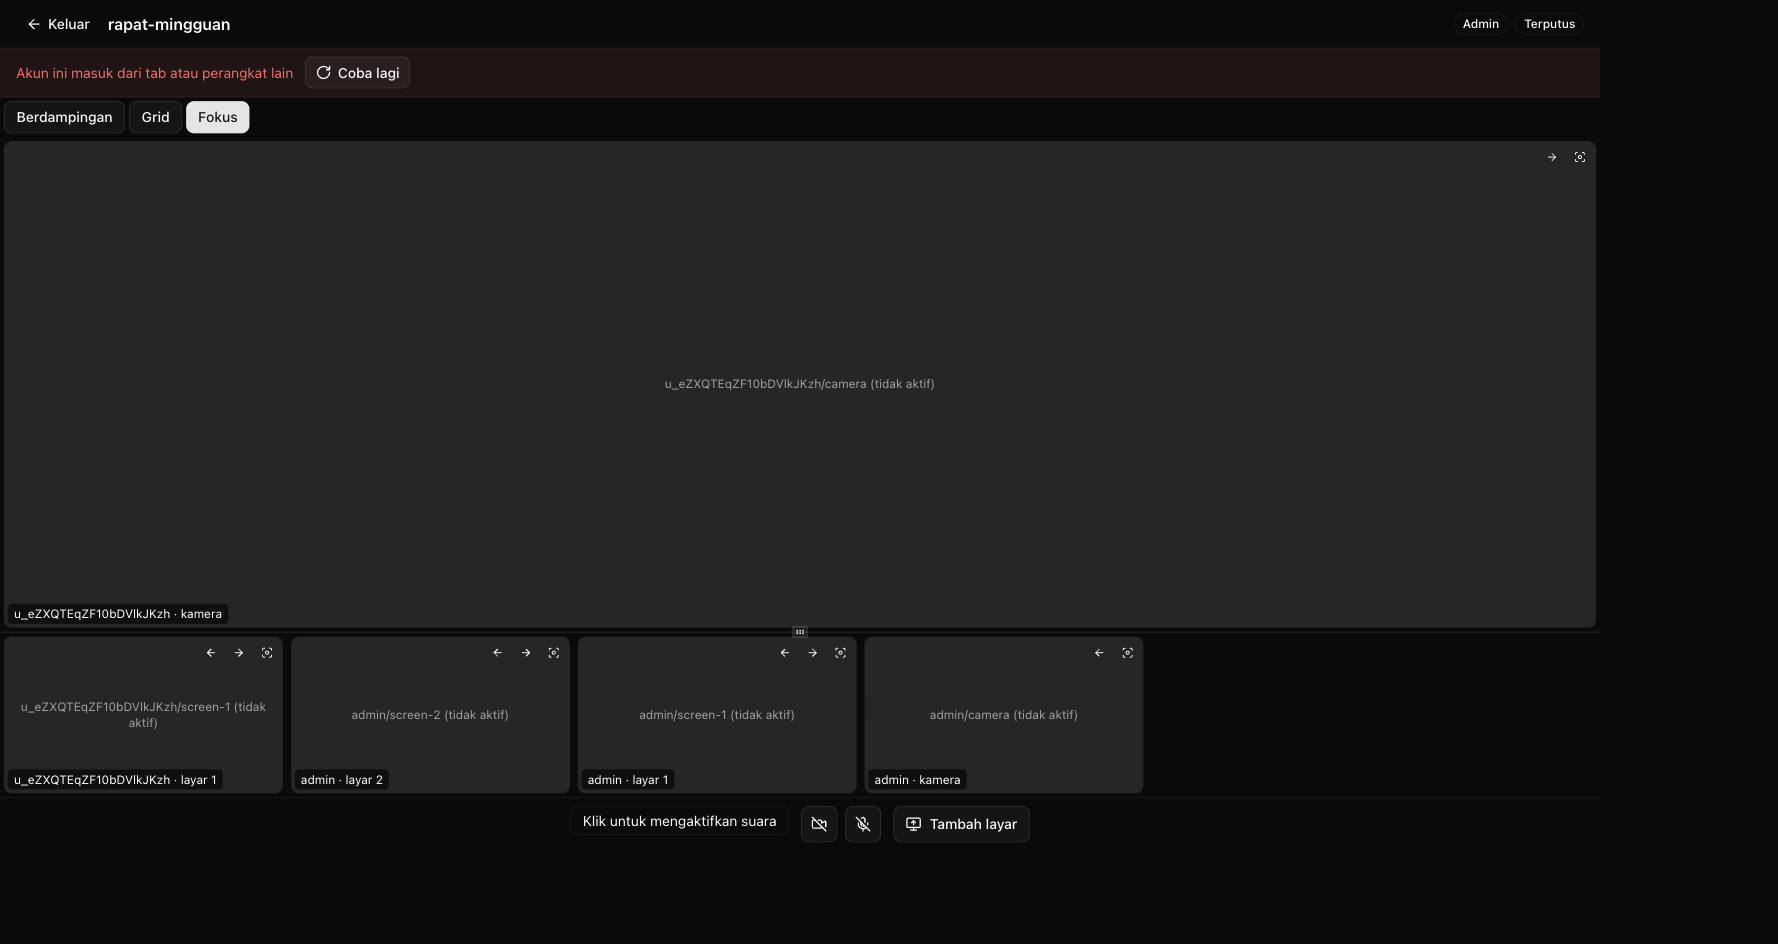 Keluar
rapat-mingguan
Admin
Terputus
Akun ini masuk dari tab atau perangkat lain
Coba lagi
Berdampingan
Grid
Fokus
u_eZXQTEqZF10bDVlkJKzh/camera (tidak aktif)
u_eZXQTEqZF10bDVlkJKzh · kamera
u_eZXQTEqZF10bDVlkJKzh/screen-1 (tidak
aktif)
u_eZXQTEqZF10bDVlkJKzh · layar 1
admin/screen-2 (tidak aktif)
admin · layar 2
admin/screen-1 (tidak aktif)
admin · layar 1
admin/camera (tidak aktif)
admin · kamera
Klik untuk mengaktifkan suara
Tambah layar